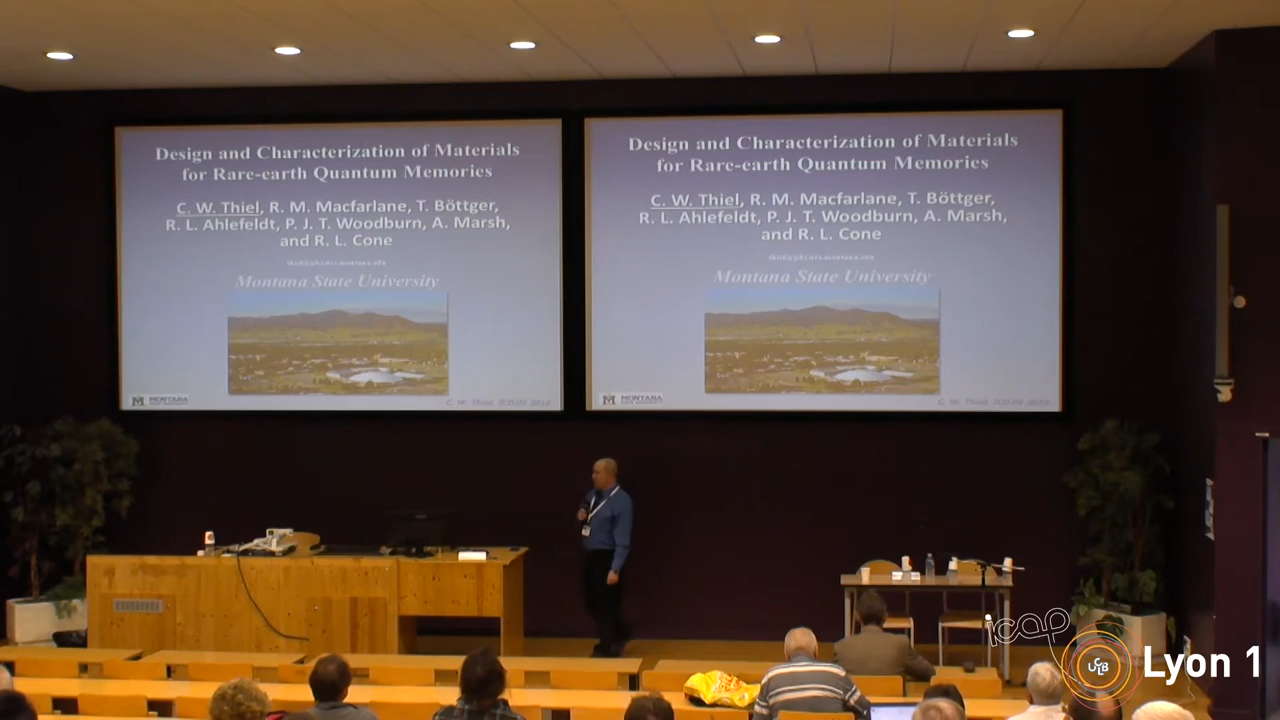 Design and Characterization of Materials
for Rare-earth Quantum Memories
C. W. Thiel, R. M. Macfarlane, T. Böttger,
R. L. Ahlefeldt, P. J. T. Woodburn, A. Marsh,
and R. L. Cone
Montana State University
MONTANA
Design and Characterization of Materials
for Rare-earth Quantum Memories
C. W. Thiel, R. M. Macfarlane, T. Böttger,
R. L. Ahlefeldt, P. J. T. Woodburn, A. Marsh,
and R. L. Cone
Montana State University
MONTANA
icap
UCLB
Lyon 1